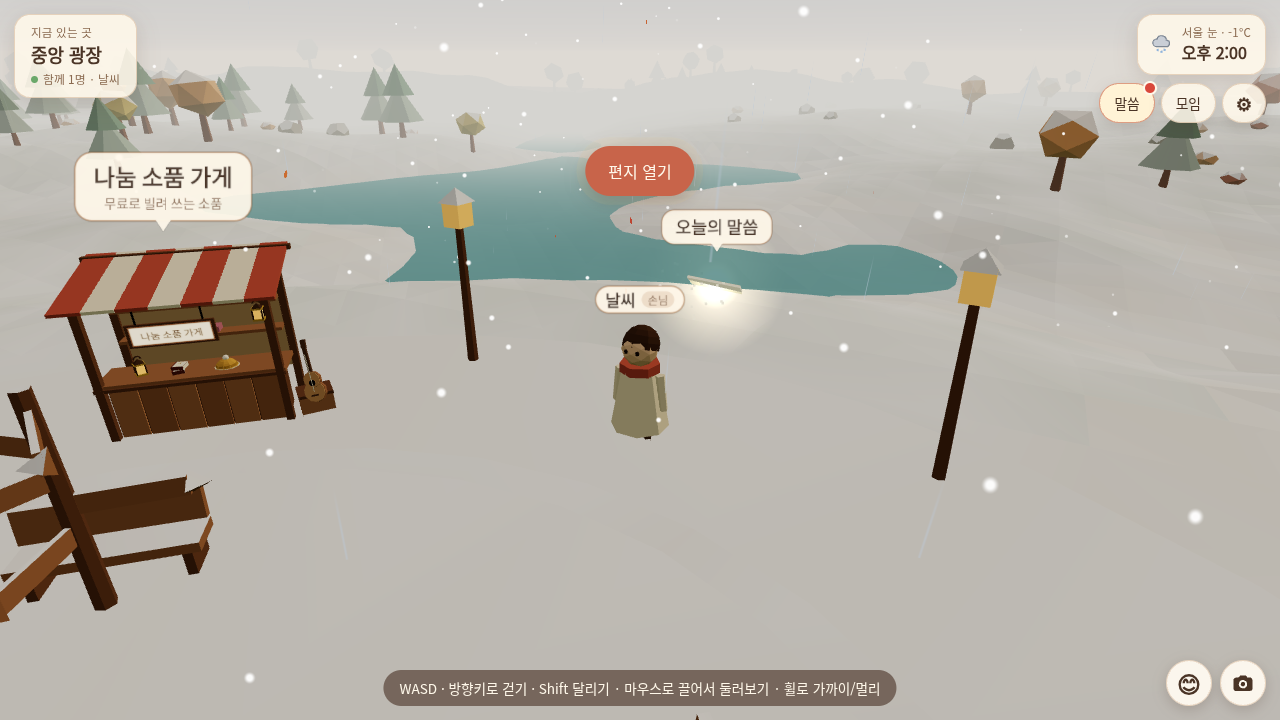 지금 있는 곳
중앙 광장
함께 1명 · 날씨
서울 눈 · -1°C
오후 2:00
말씀
모임
편지 열기
나눔 소품 가게
무료로 빌려 쓰는 소품
오늘의 말씀
날씨 손님
나눔 소품 가게
WASD · 방향키로 걷기 · Shift 달리기 · 마우스로 끌어서 둘러보기 · 휠로 가까이/멀리